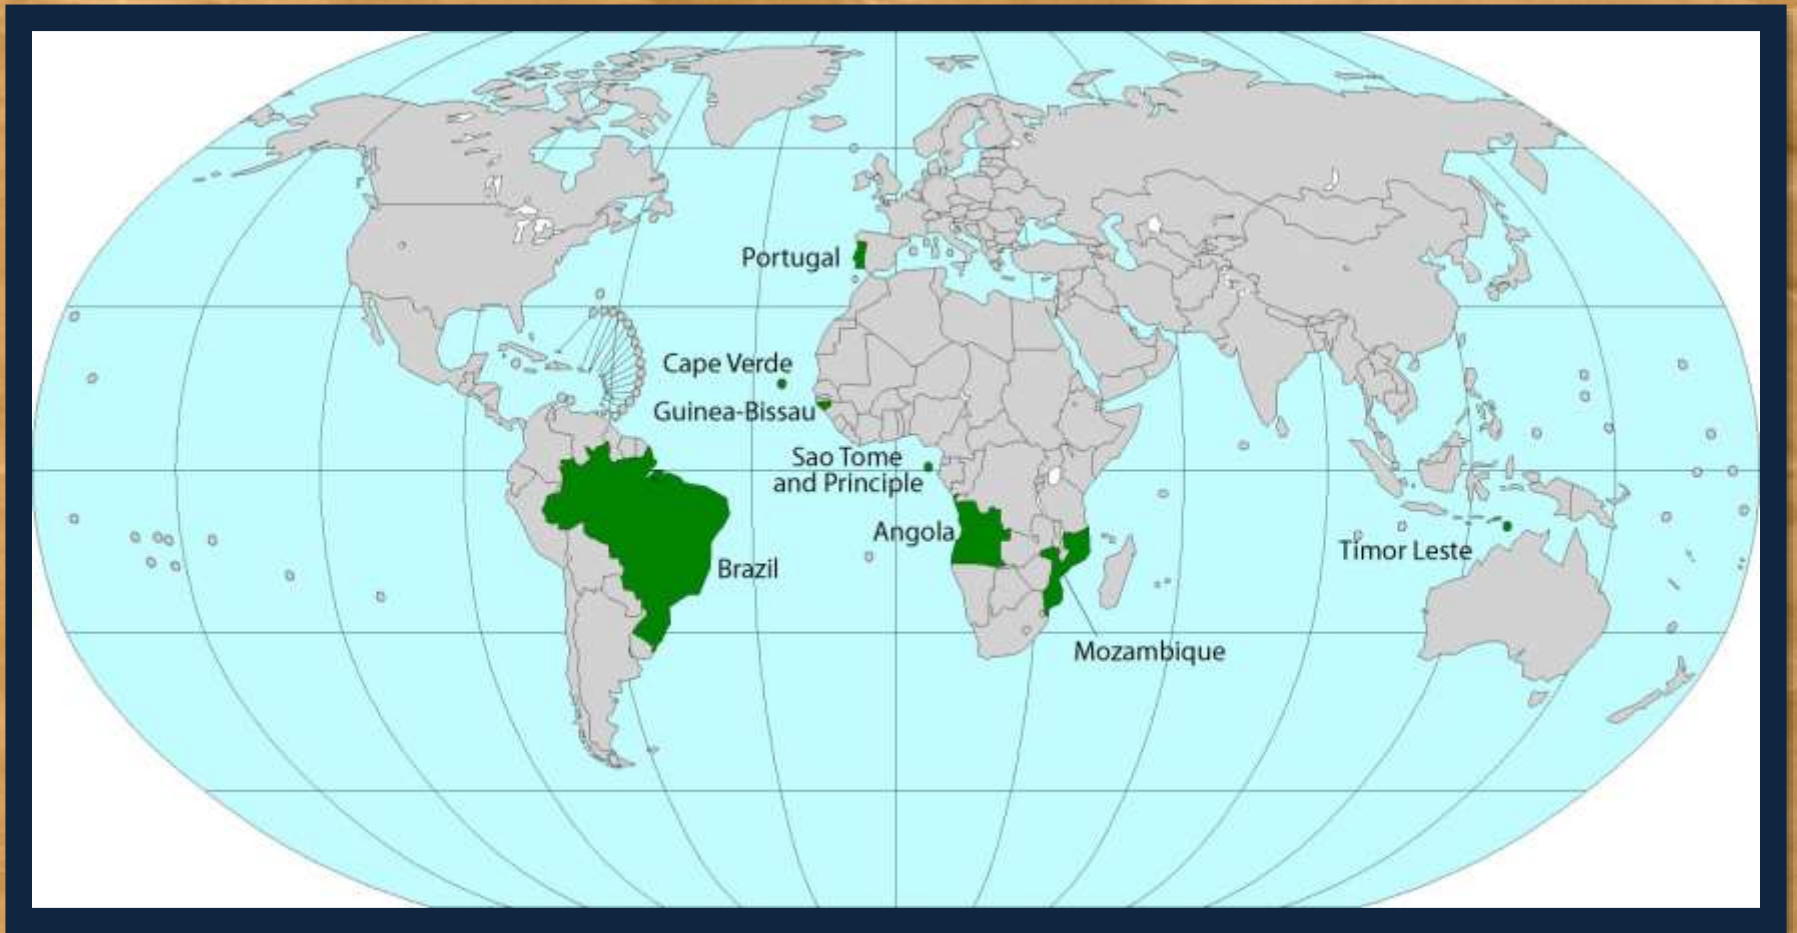 Portugal
Cape Verde
Guinea-Bissau
Sao Tome
and Principle
Angola
Brazil
Timor Leste
Mozambique